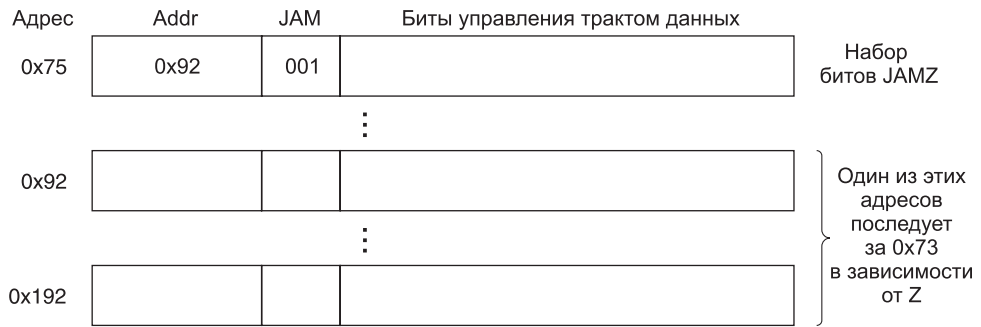 Адрес Addr JAM Биты управления трактом данных
0x75 0x92 001 Набор
битов JAMZ
0x92
Один из этих
адресов
последует
за 0x73
в зависимости
от Z
0x192